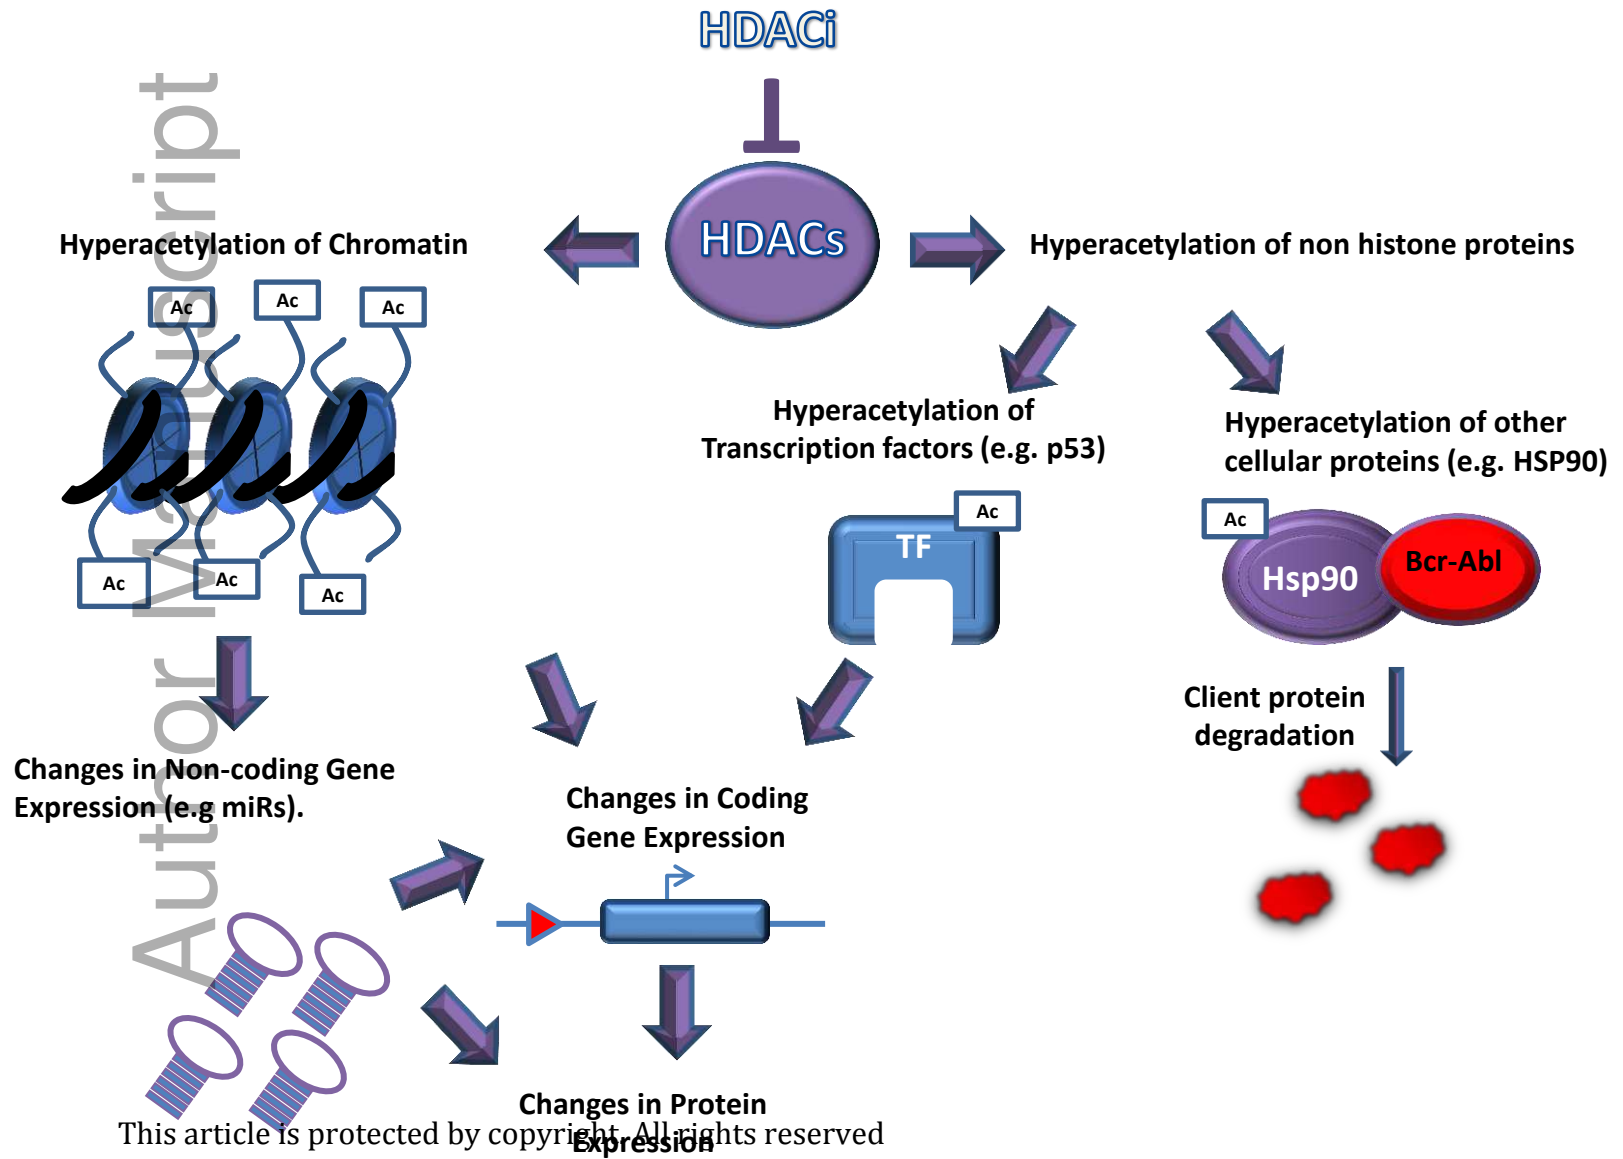 HDACi
HDACs
Hyperacetylation of Chromatin
Hyperacetylation of non histone proteins
Ac
Ac
Ac
Ac
Ac
Ac
Hyperacetylation of
Transcription factors (e.g. p53)
Hyperacetylation of other
cellular proteins (e.g. HSP90)
Ac
TF
Ac
Hsp90
Bcr-Abl
Client protein
degradation
Changes in Non-coding Gene
Expression (e.g miRs).
Changes in Coding
Gene Expression
Changes in Protein
Expression
This article is protected by copyright. All rights reserved
Author Manuscript